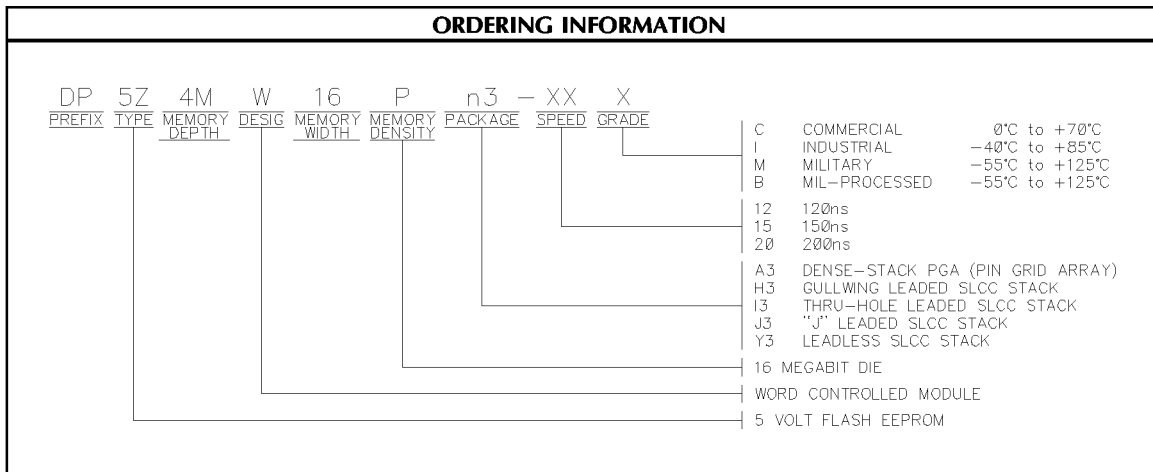 ORDERING INFORMATION
DP 5Z 4M W 16 P n3 - XX X
PREFIX TYPE MEMORY DESIG MEMORY MEMORY PACKAGE SPEED GRADE
DEPTH WIDTH DENSITY
C COMMERCIAL 0°C to +70°C
I INDUSTRIAL -40°C to +85°C
M MILITARY -55°C to +125°C
B MIL-PROCESSED -55°C to +125°C
12 120ns
15 150ns
20 200ns
A3 DENSE-STACK PGA (PIN GRID ARRAY)
H3 GULLWING LEADED SLCC STACK
I3 THRU-HOLE LEADED SLCC STACK
J3 "J" LEADED SLCC STACK
Y3 LEADLESS SLCC STACK
16 MEGABIT DIE
WORD CONTROLLED MODULE
5 VOLT FLASH EEPROM